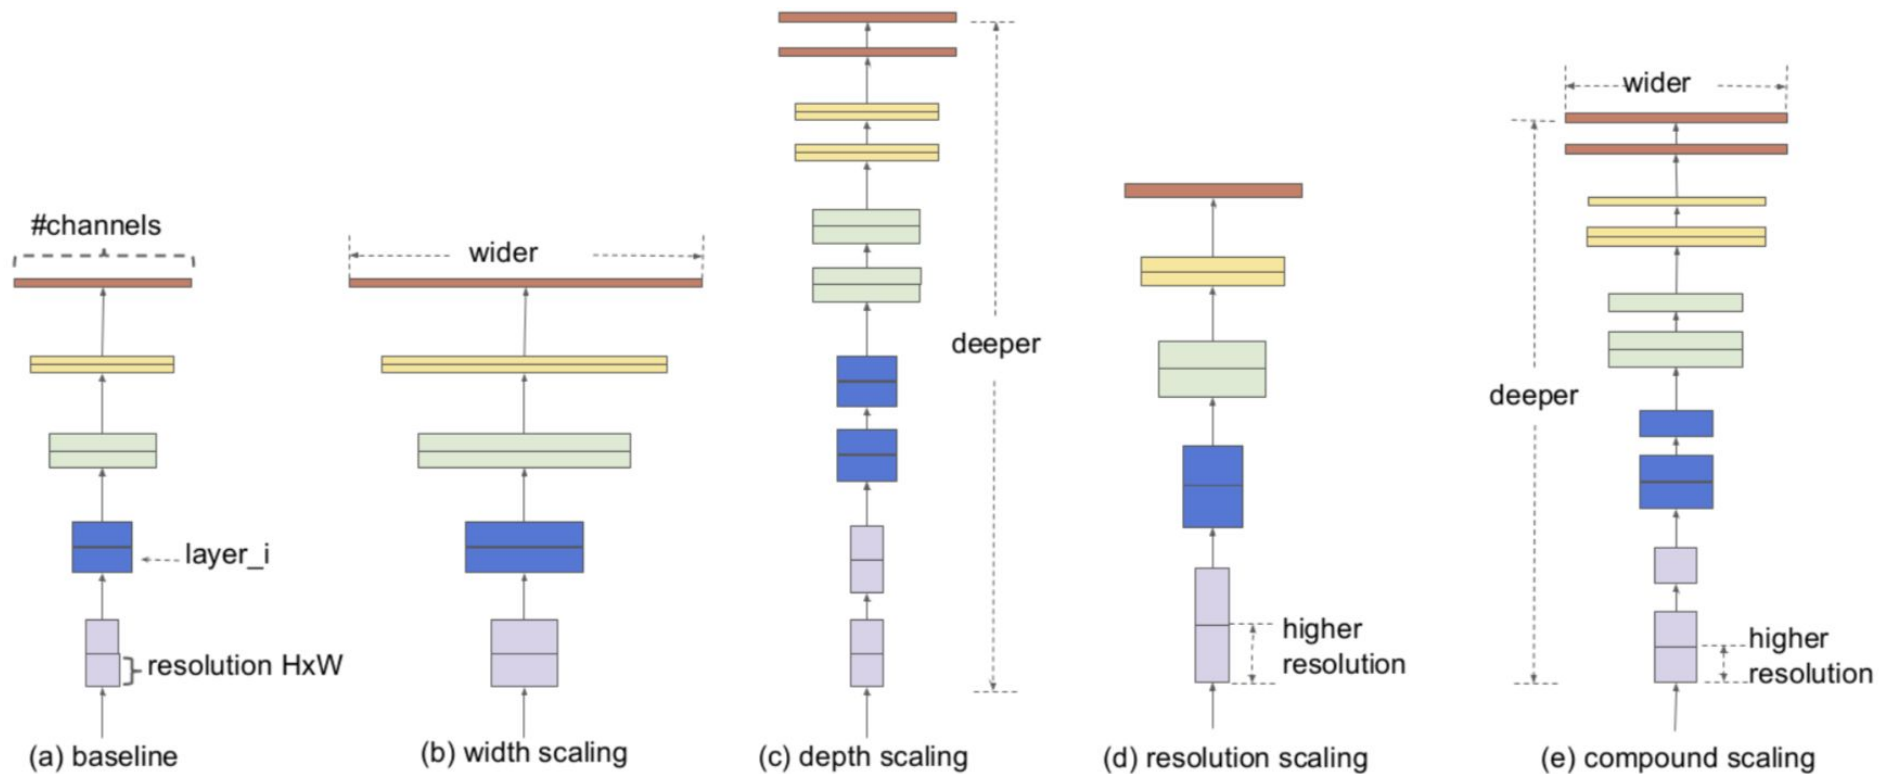 #channels
layer_i
resolution HxW
(a) baseline
wider
(b) width scaling
deeper
(c) depth scaling
higher
resolution
(d) resolution scaling
wider
deeper
higher
resolution
(e) compound scaling